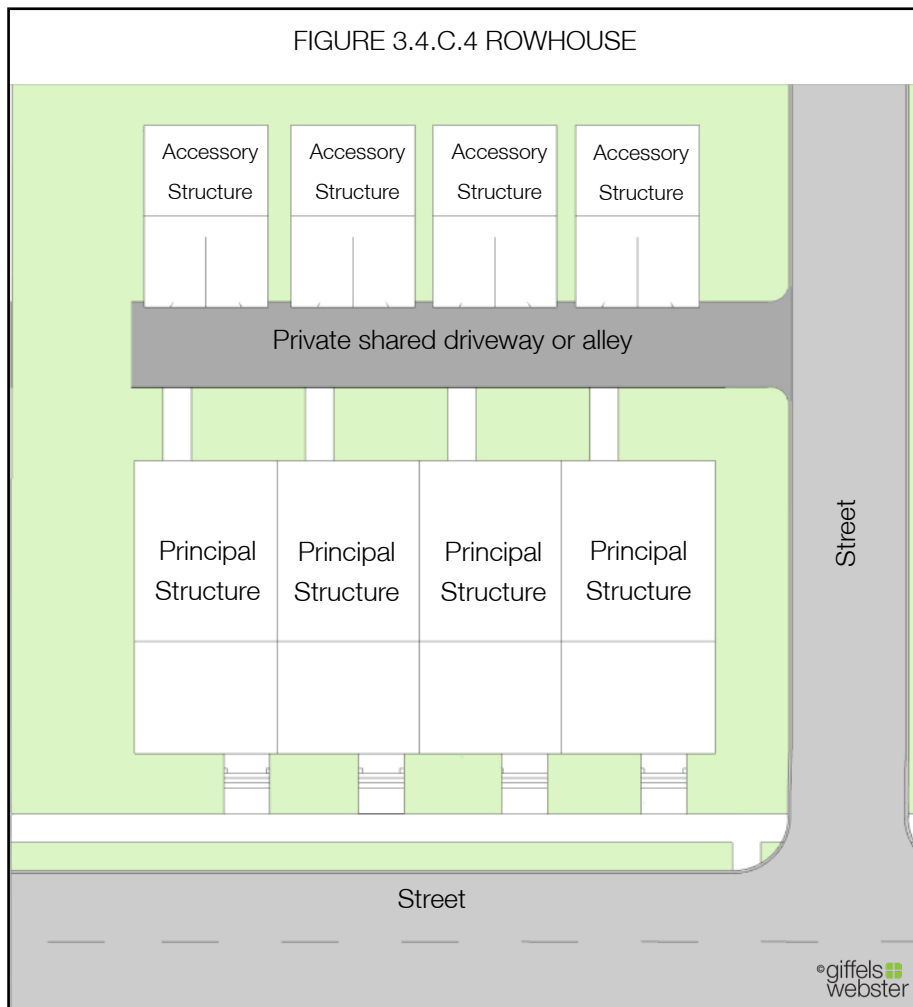 FIGURE 3.4.C.4 ROWHOUSE
Accessory
Structure
Accessory
Structure
Accessory
Structure
Accessory
Structure
Private shared driveway or alley
Principal
Structure
Principal
Structure
Principal
Structure
Principal
Structure
Street
Street
©giffels
webster